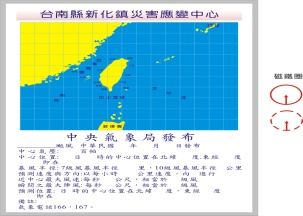 台南縣新化鎮災害應變中心
磁鐵圈
中央氣象局發布
颱風 中華民國 年 月 日發布
中心氣壓: 百帕
中心位置: 日 時的中心位置在北緯 度.東經 度
即在
暴風半徑:7級風暴風半徑 公里,10級風暴風半徑 公里
預測速度與方向:以每小時 公里速度,向 進行
近中心最大風速:每秒 公尺,相當於 級風
瞬間之最大陣風:每秒 公尺,相當於 級風
預測位置: 日 時的中心位置在北緯 度,東經 度
即在
備註:
氣象電話166,167。